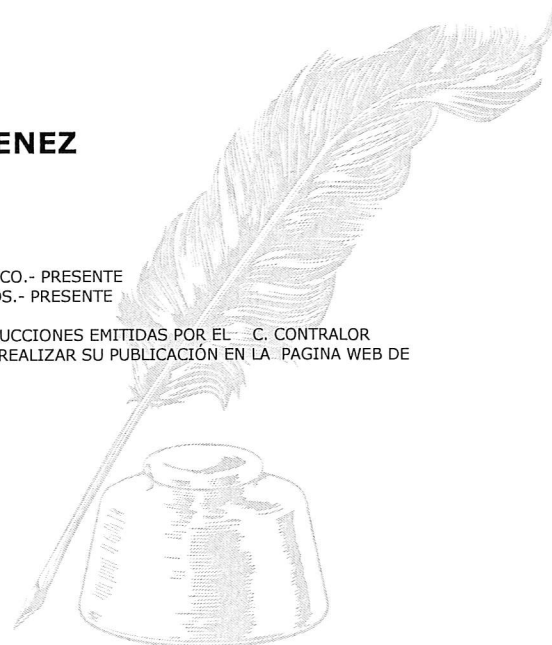 ENEZ
CO.- PRESENTE
OS.- PRESENTE
UCCIONES EMITIDAS POR EL C. CONTRALOR
REALIZAR SU PUBLICACIÓN EN LA PAGINA WEB DE